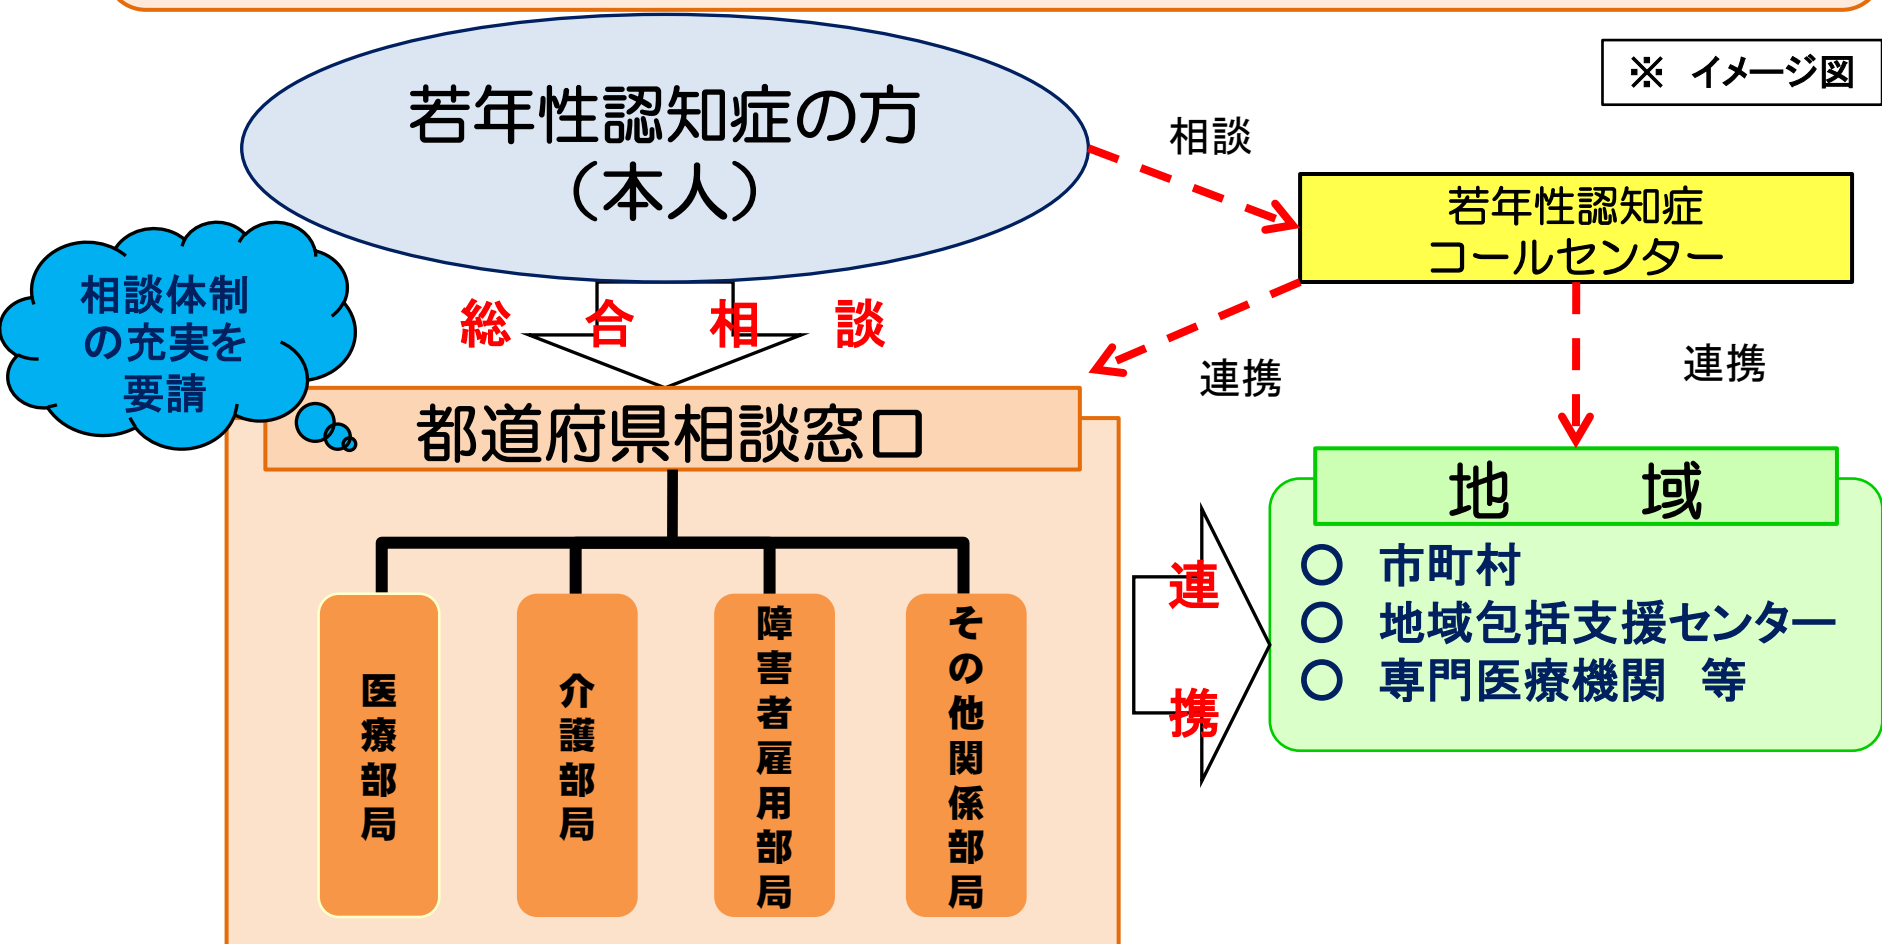 ※ イメージ図
若年性認知症の方
（本人）
相談
若年性認知症
コールセンター
相談体制
の充実を
要請
総 合 相 談
連携
連携
都道府県相談窓口
地 域
○ 市町村
○ 地域包括支援センター
○ 専門医療機関 等
連
携
医療部局
介護部局
障害者雇用部局
その他関係部局